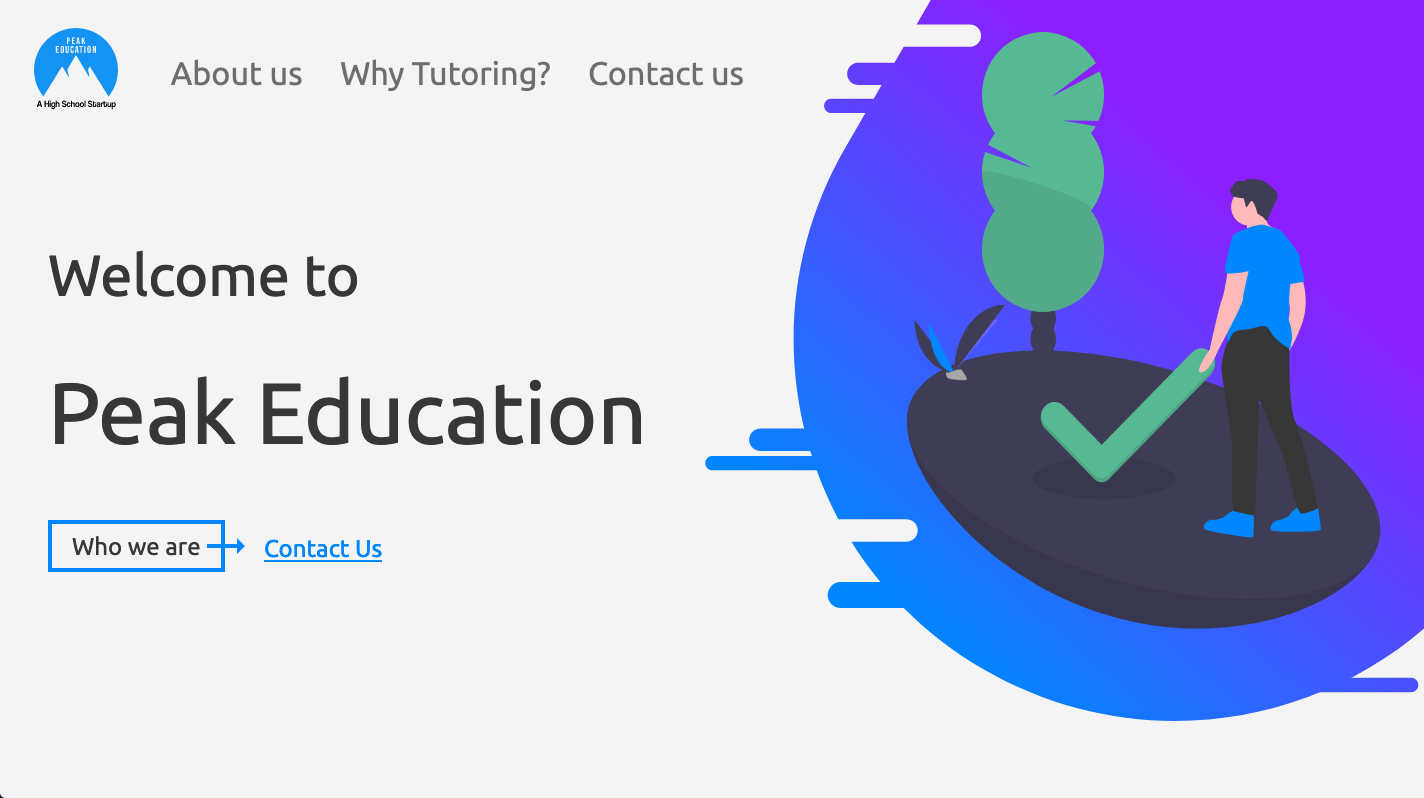 PEAK
EDUCATION
A High School Startup
About us Why Tutoring? Contact us
Welcome to
Peak Education
Who we are Contact Us